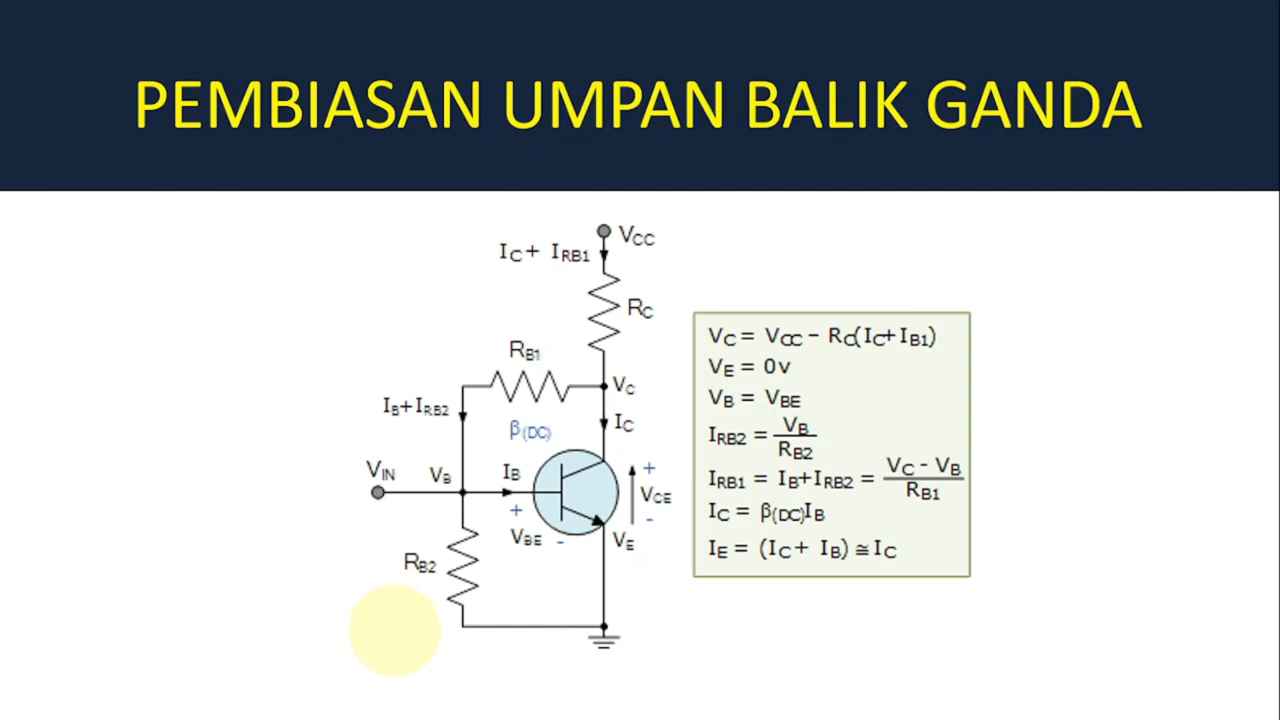 PEMBIASAN UMPAN BALIK GANDA
VCC
IC + IRB1
RC
RB1
VC
IB+IRB2
β(DC)
IC
VIN
VB
IB
+
VCE
-
+
VBE -
VE
RB2
VC = VCC - RC(IC+IB1)
VE = 0v
VB = VBE
IRB2 = VB / RB2
IRB1 = IB+IRB2 = VC - VB / RB1
IC = β(DC)IB
IE = (IC + IB) ≅ IC